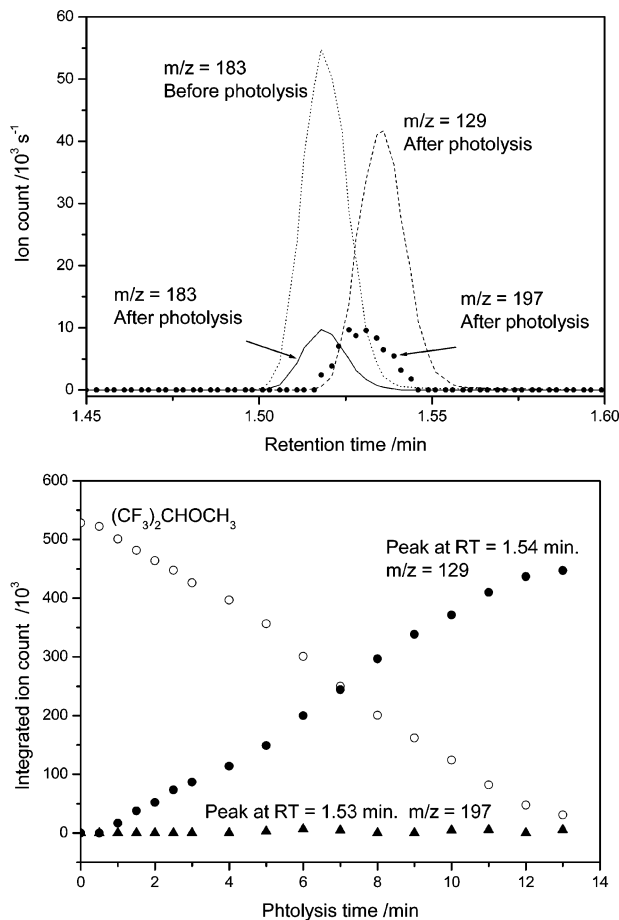 60
50
40
30
20
10
0
Ion count /10³ s⁻¹
m/z = 183
Before photolysis
m/z = 129
After photolysis
m/z = 183
After photolysis
m/z = 197
After photolysis
1.45 1.50 1.55 1.60
Retention time /min
600
500
400
300
200
100
0
Integrated ion count /10³
(CF₃)₂CHOCH₃
Peak at RT = 1.54 min.
m/z = 129
Peak at RT = 1.53 min. m/z = 197
0 2 4 6 8 10 12 14
Phtolysis time /min